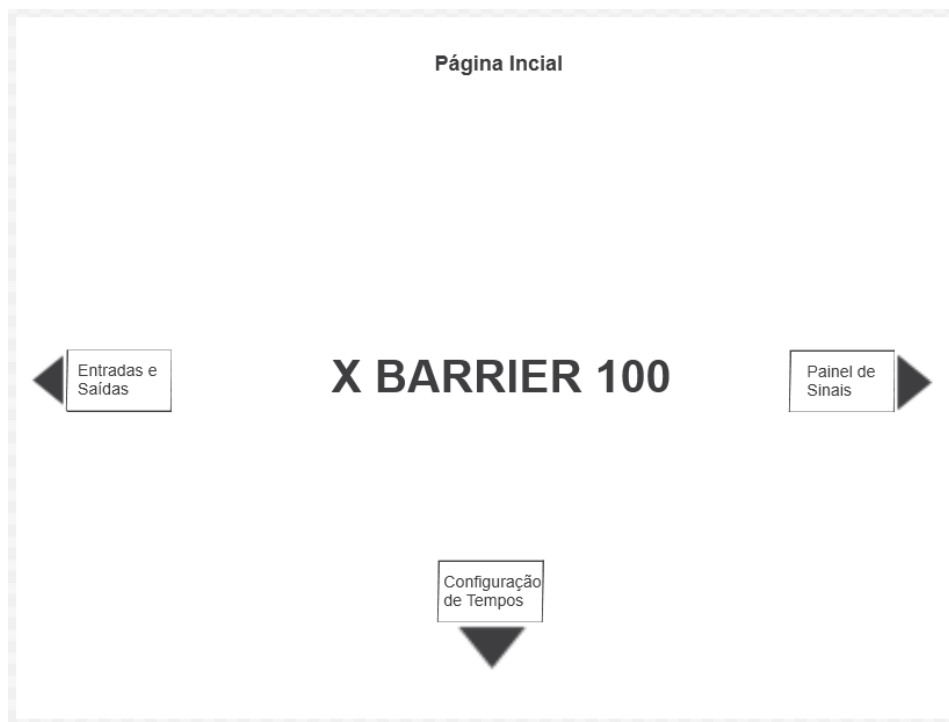 Página Incial
Entradas e
Saídas
X BARRIER 100
Painel de
Sinais
Configuração
de Tempos